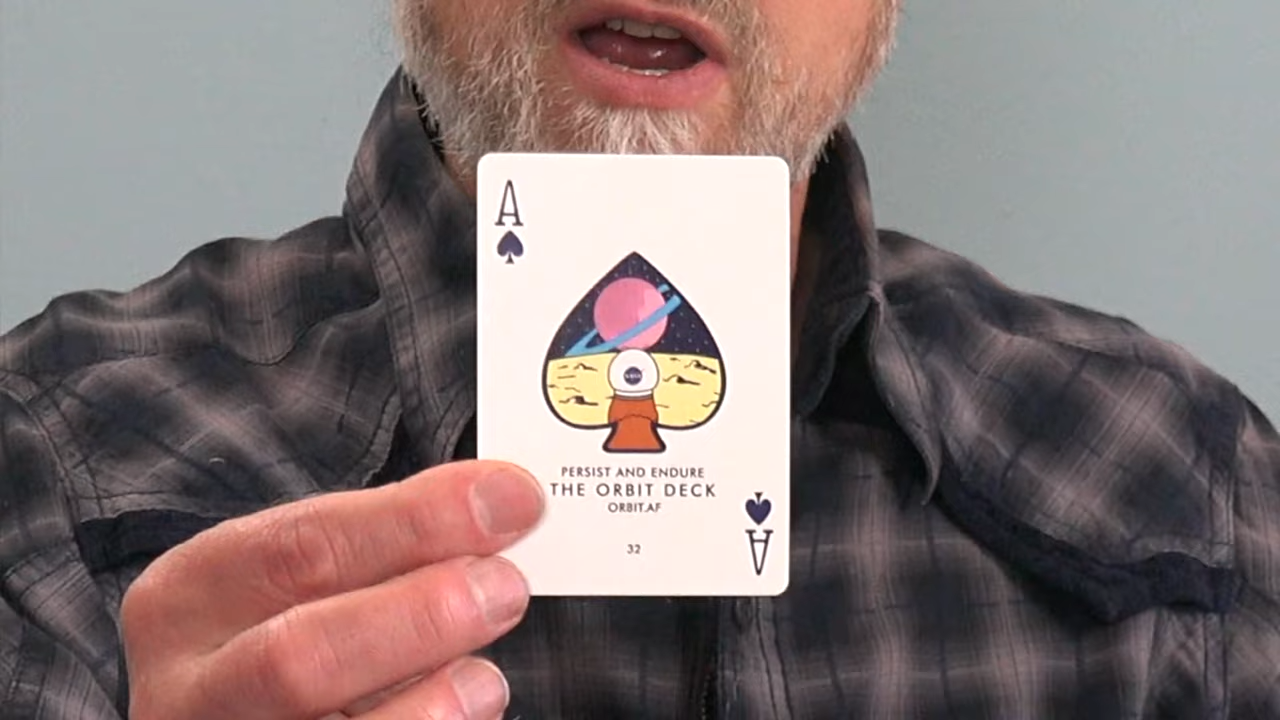 A
PERSIST AND ENDURE
THE ORBIT DECK
ORBIT.AF
32
A